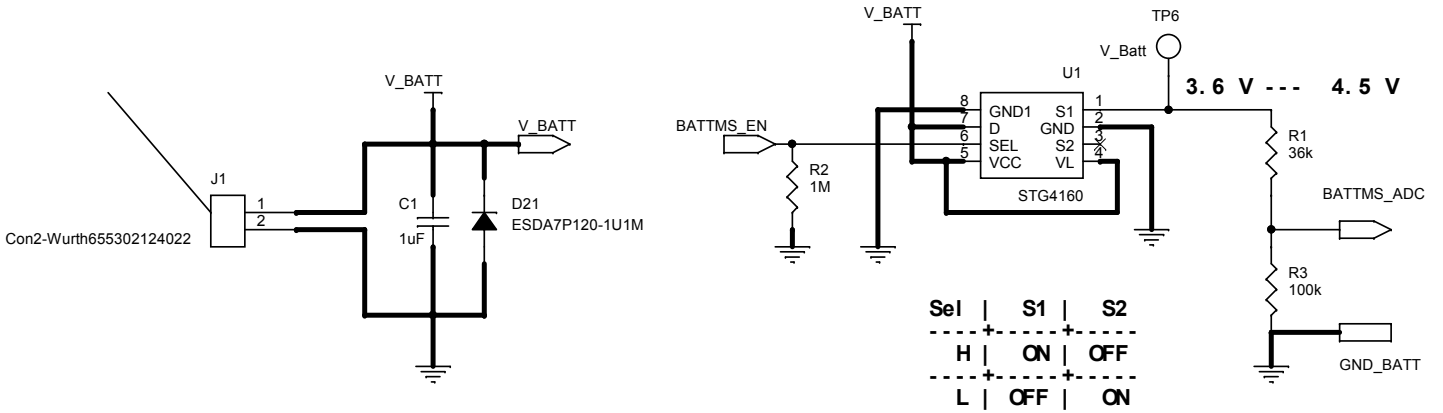 V_BATT
V_BATT
J1
1
2
Con2-Wurth655302124022
C1
1uF
D21
ESDA7P120-1U1M
V_BATT
TP6
V_Batt
U1
3.6 V --- 4.5 V
BATTMS_EN
8 GND1 S1 1
7 D GND 2
6 SEL S2 3
5 VCC VL 4
STG4160
R2
1M
R1
36k
BATTMS_ADC
R3
100k
GND_BATT
Sel | S1 | S2
----+----+-----
H | ON | OFF
----+----+-----
L | OFF | ON